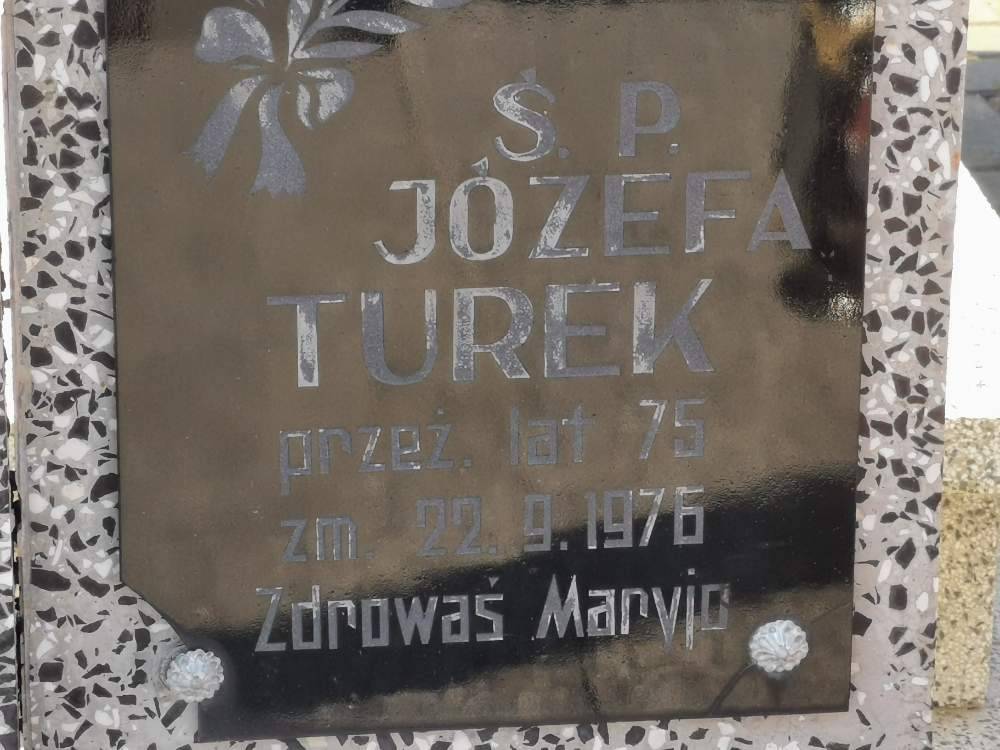 Ś. P.
JÓZEFA
TUREK
przeż. lat 75
zm. 22. 9. 1976
Zdrowaś Maryjo